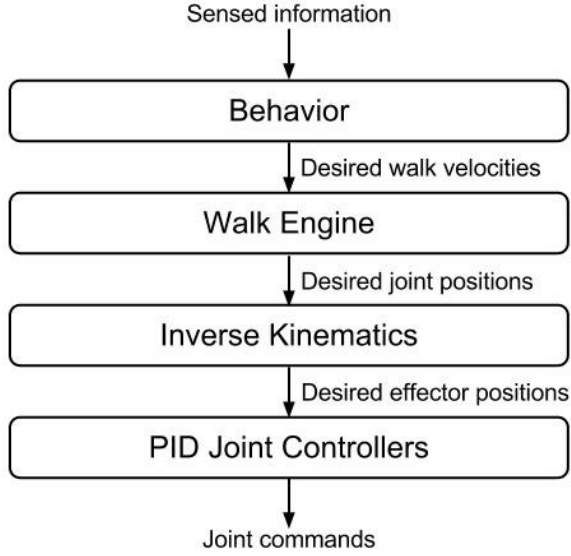 Sensed information
Behavior
Desired walk velocities
Walk Engine
Desired joint positions
Inverse Kinematics
Desired effector positions
PID Joint Controllers
Joint commands